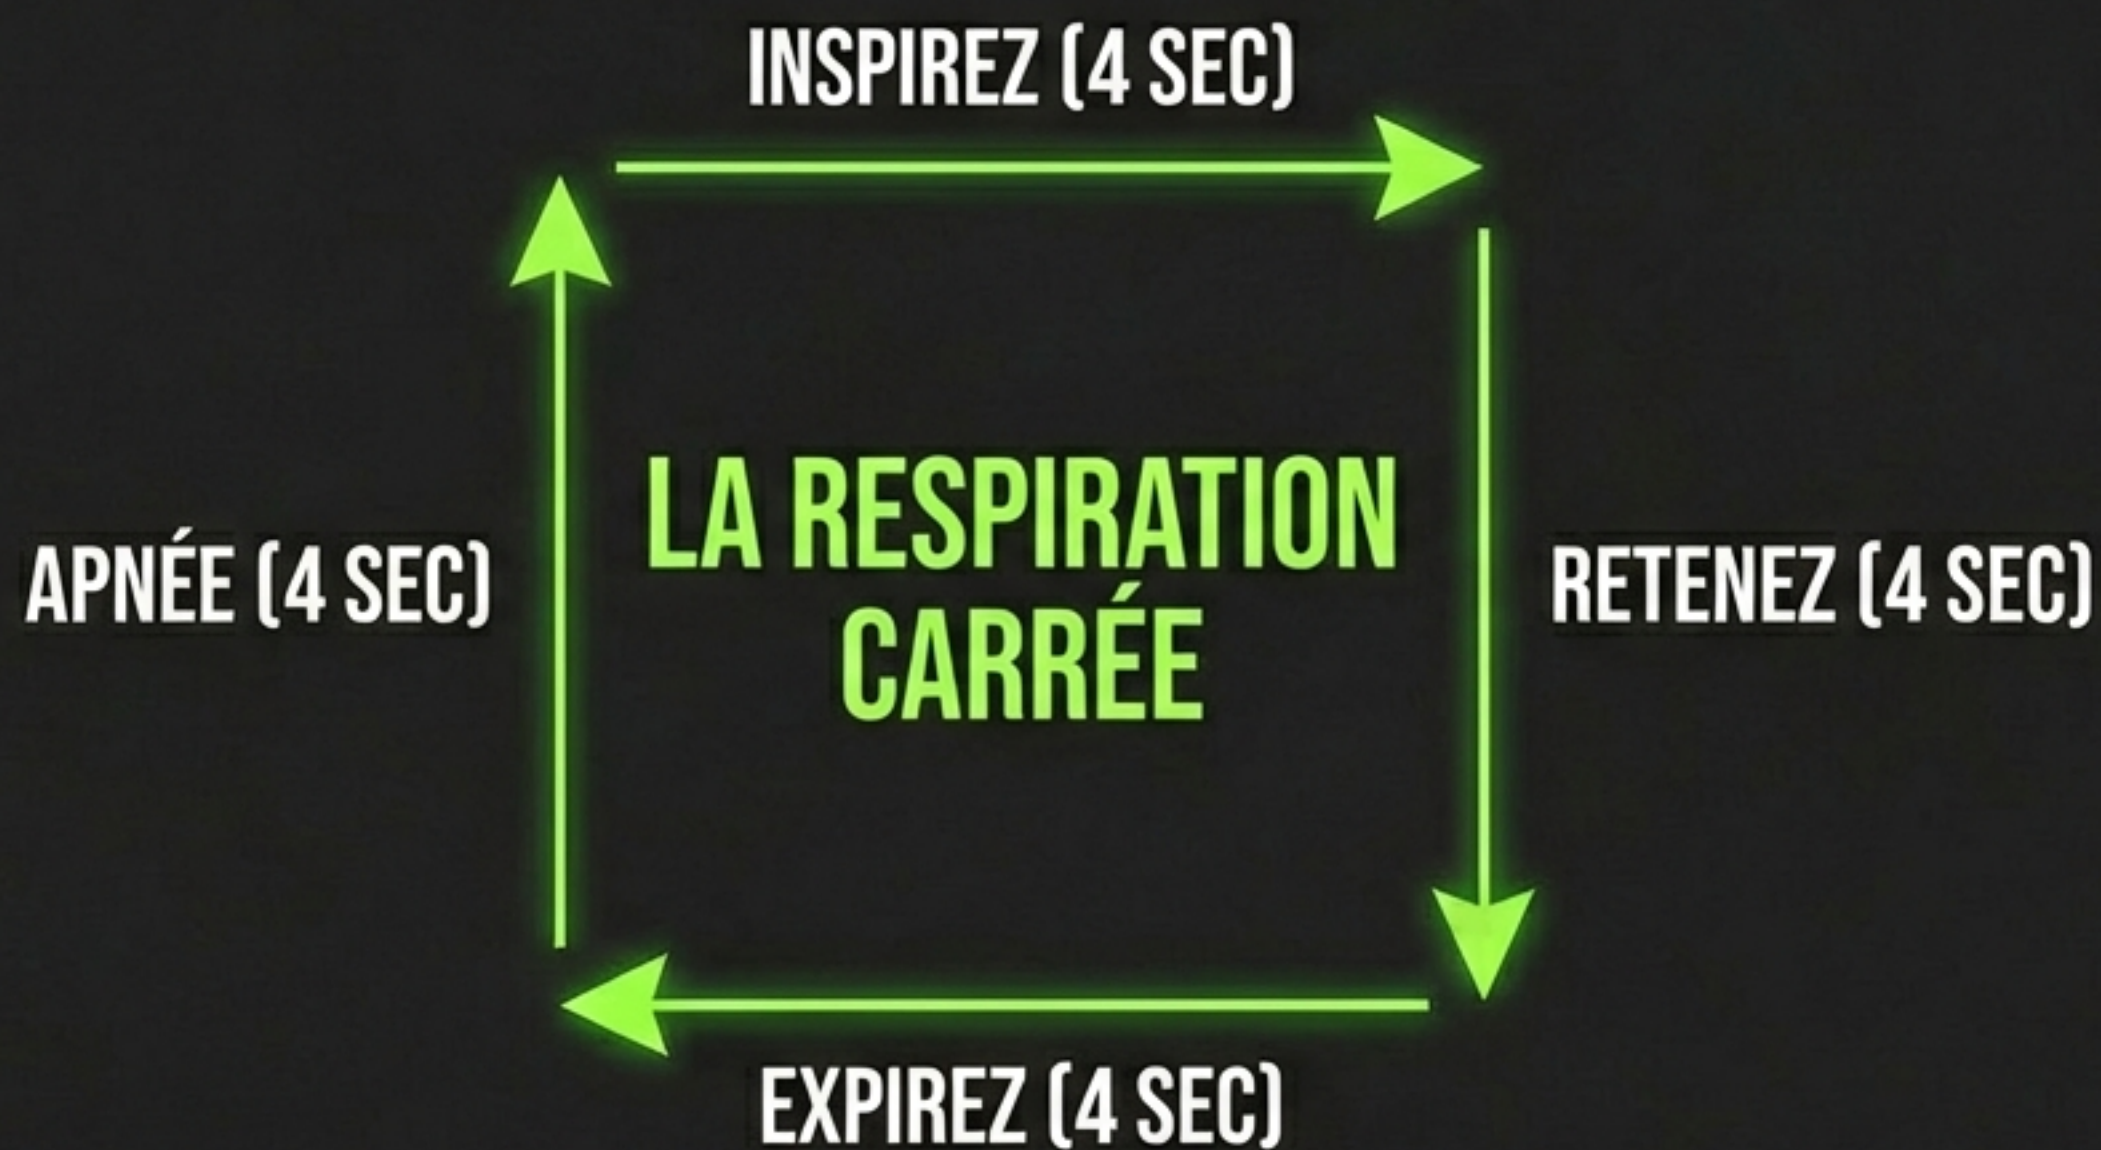 INSPIREZ (4 SEC)
APNÉE (4 SEC)
LA RESPIRATION
CARRÉE
RETENEZ (4 SEC)
EXPIREZ (4 SEC)